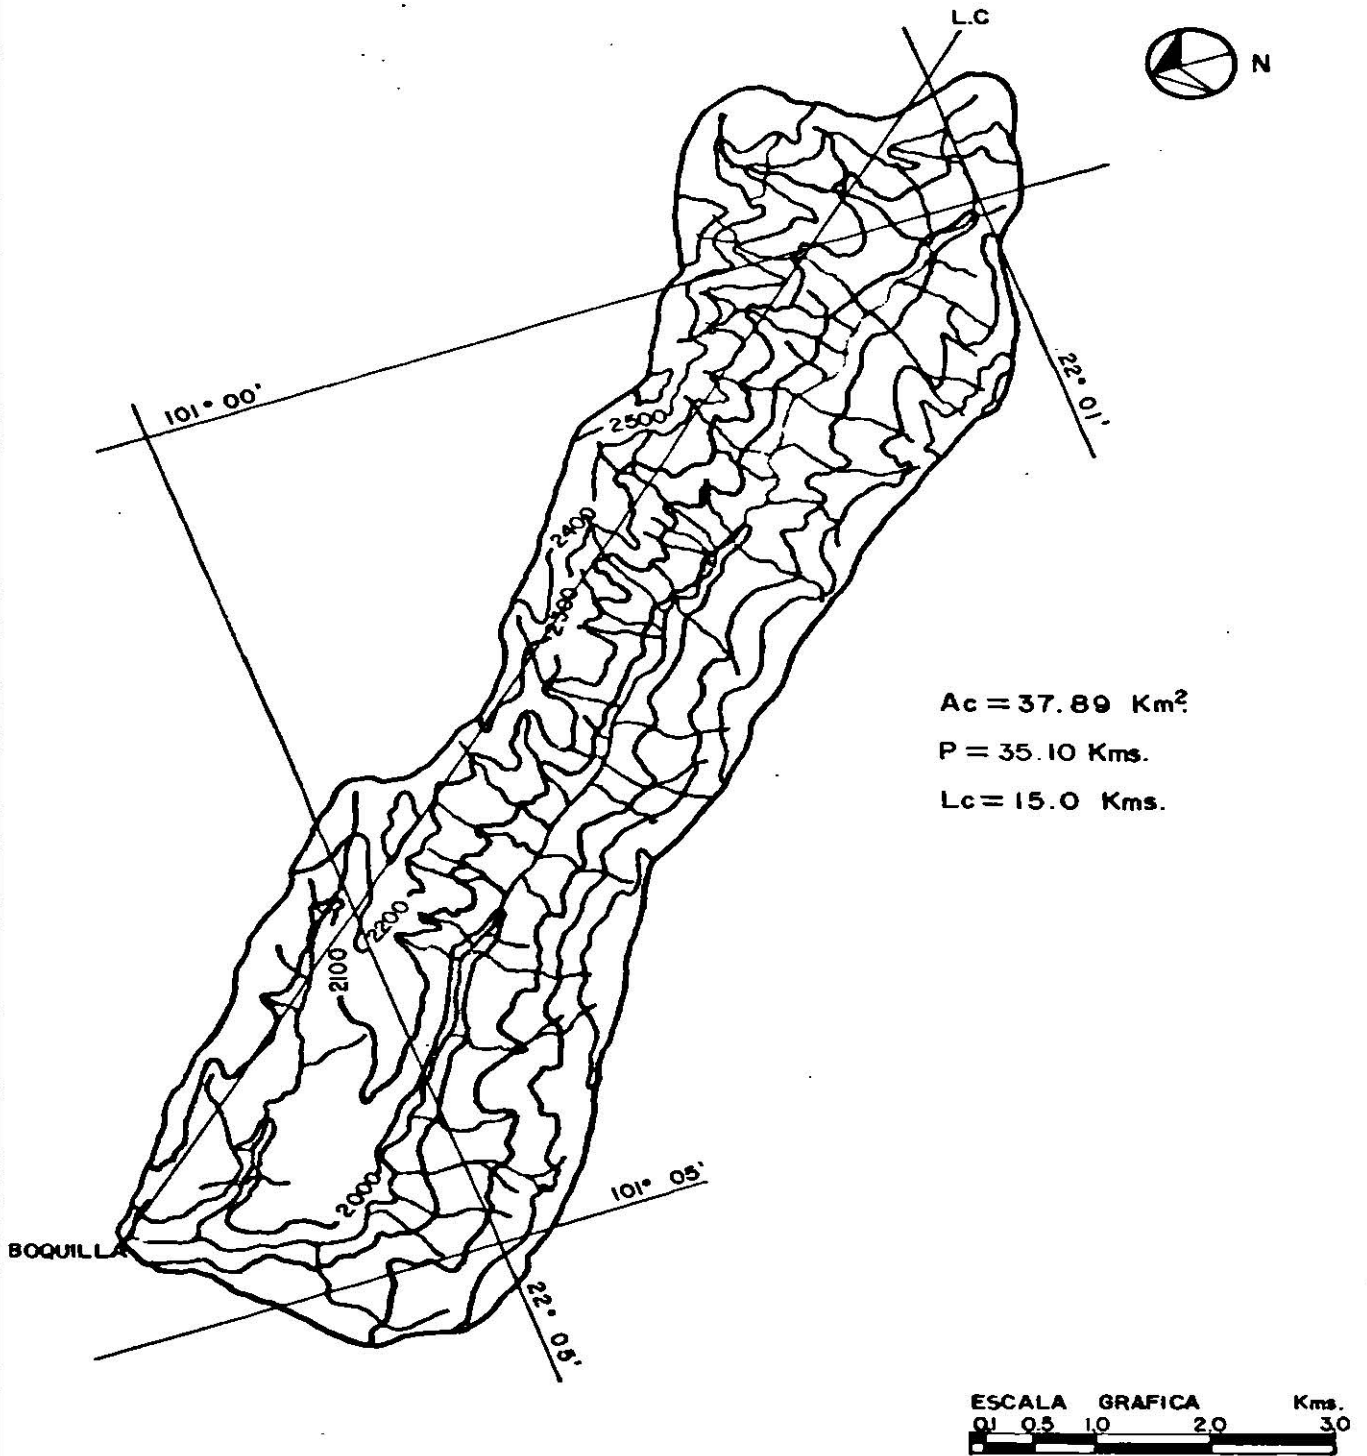 L.C
N
101° 00'
22° 01'
2500
2400
2300
Ac = 37.89 Km².
P = 35.10 Kms.
Lc = 15.0 Kms.
2200
2100
2000
101° 05'
BOQUILLA
22° 05'
ESCALA GRAFICA Kms.
0.1 0.5 1.0 2.0 3.0